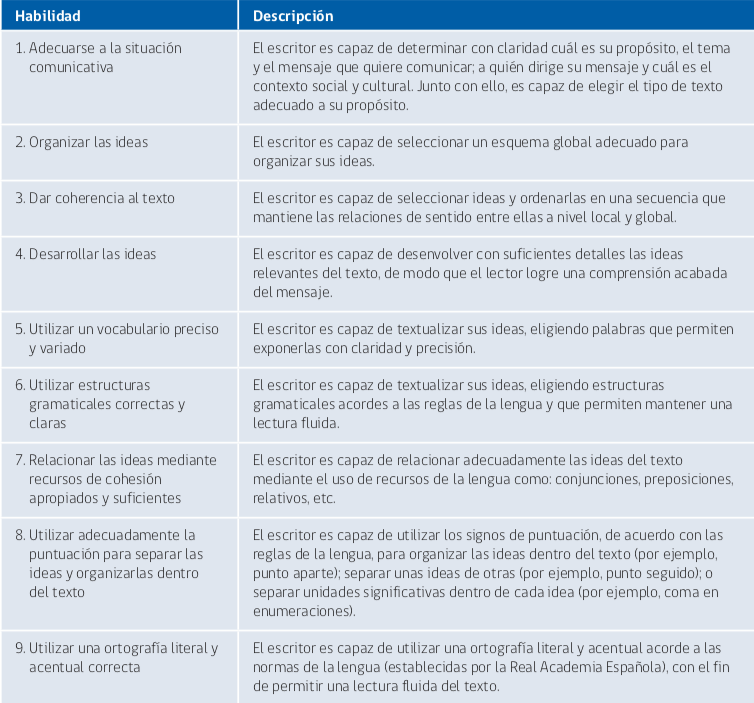 Habilidad
Descripción
1. Adecuarse a la situación
comunicativa
El escritor es capaz de determinar con claridad cuál es su propósito, el tema
y el mensaje que quiere comunicar; a quién dirige su mensaje y cuál es el
contexto social y cultural. Junto con ello, es capaz de elegir el tipo de texto
adecuado a su propósito.
2. Organizar las ideas
El escritor es capaz de seleccionar un esquema global adecuado para
organizar sus ideas.
3. Dar coherencia al texto
El escritor es capaz de seleccionar ideas y ordenarlas en una secuencia que
mantiene las relaciones de sentido entre ellas a nivel local y global.
4. Desarrollar las ideas
El escritor es capaz de desenvolver con suficientes detalles las ideas
relevantes del texto, de modo que el lector logre una comprensión acabada
del mensaje.
5. Utilizar un vocabulario preciso
y variado
El escritor es capaz de textualizar sus ideas, eligiendo palabras que permiten
exponerlas con claridad y precisión.
6. Utilizar estructuras
gramaticales correctas y
claras
El escritor es capaz de textualizar sus ideas, eligiendo estructuras
gramaticales acordes a las reglas de la lengua y que permiten mantener una
lectura fluida.
7. Relacionar las ideas mediante
recursos de cohesión
apropiados y suficientes
El escritor es capaz de relacionar adecuadamente las ideas del texto
mediante el uso de recursos de la lengua como: conjunciones, preposiciones,
relativos, etc.
8. Utilizar adecuadamente la
puntuación para separar las
ideas y organizarlas dentro
del texto
El escritor es capaz de utilizar los signos de puntuación, de acuerdo con las
reglas de la lengua, para organizar las ideas dentro del texto (por ejemplo,
punto aparte); separar unas ideas de otras (por ejemplo, punto seguido); o
separar unidades significativas dentro de cada idea (por ejemplo, coma en
enumeraciones).
9. Utilizar una ortografía literal y
acentual correcta
El escritor es capaz de utilizar una ortografía literal y acentual acorde a las
normas de la lengua (establecidas por la Real Academia Española), con el fin
de permitir una lectura fluida del texto.